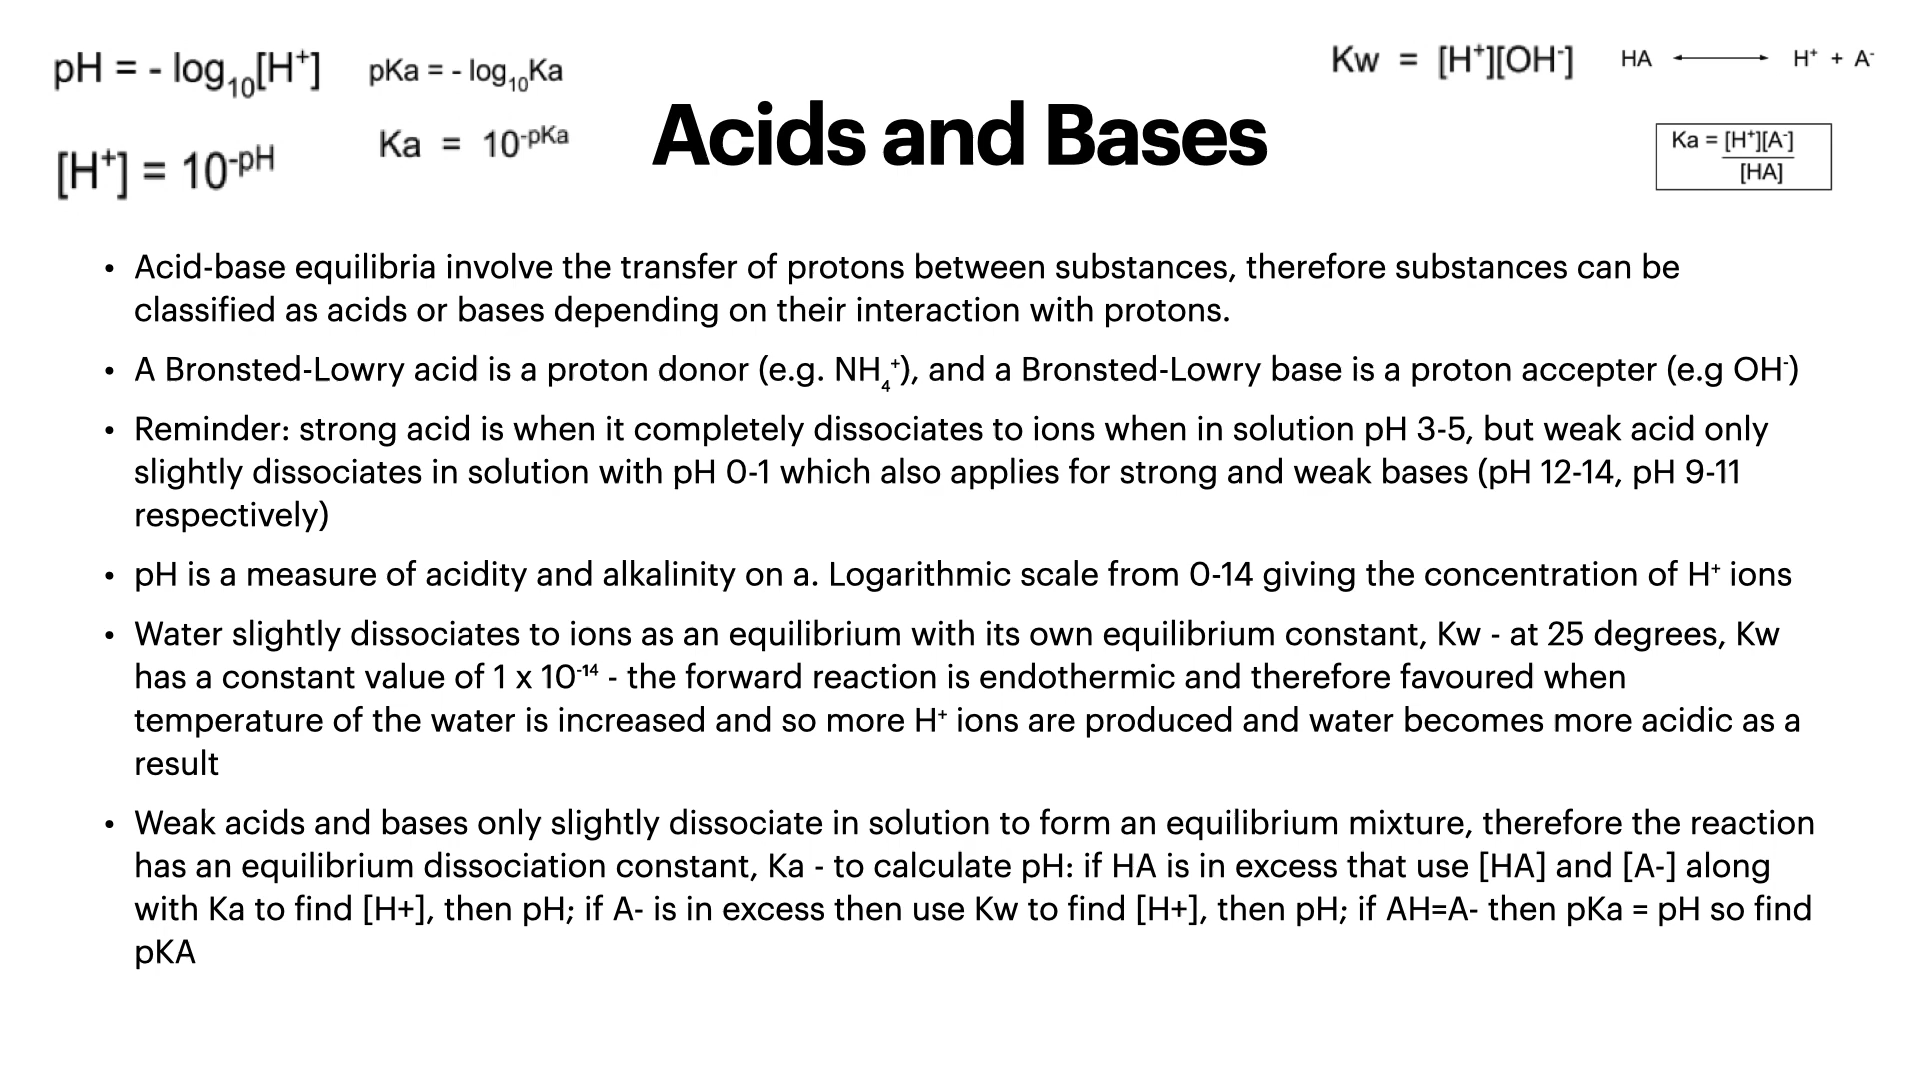 pH = - log₁₀[H⁺]
pKa = - log₁₀Ka
Kw = [H⁺][OH⁻]
HA ⟷ H⁺ + A⁻
[H⁺] = 10⁻ᵖᴴ
Ka = 10⁻ᵖᴷᵃ
Acids and Bases
Ka = [H⁺][A⁻]
[HA]
• Acid-base equilibria involve the transfer of protons between substances, therefore substances can be
classified as acids or bases depending on their interaction with protons.
• A Bronsted-Lowry acid is a proton donor (e.g. NH₄⁺), and a Bronsted-Lowry base is a proton accepter (e.g OH⁻)
• Reminder: strong acid is when it completely dissociates to ions when in solution pH 3-5, but weak acid only
slightly dissociates in solution with pH 0-1 which also applies for strong and weak bases (pH 12-14, pH 9-11
respectively)
• pH is a measure of acidity and alkalinity on a. Logarithmic scale from 0-14 giving the concentration of H⁺ ions
• Water slightly dissociates to ions as an equilibrium with its own equilibrium constant, Kw - at 25 degrees, Kw
has a constant value of 1 x 10⁻¹⁴ - the forward reaction is endothermic and therefore favoured when
temperature of the water is increased and so more H⁺ ions are produced and water becomes more acidic as a
result
• Weak acids and bases only slightly dissociate in solution to form an equilibrium mixture, therefore the reaction
has an equilibrium dissociation constant, Ka - to calculate pH: if HA is in excess that use [HA] and [A-] along
with Ka to find [H+], then pH; if A- is in excess then use Kw to find [H+], then pH; if AH=A- then pKa = pH so find
pKA